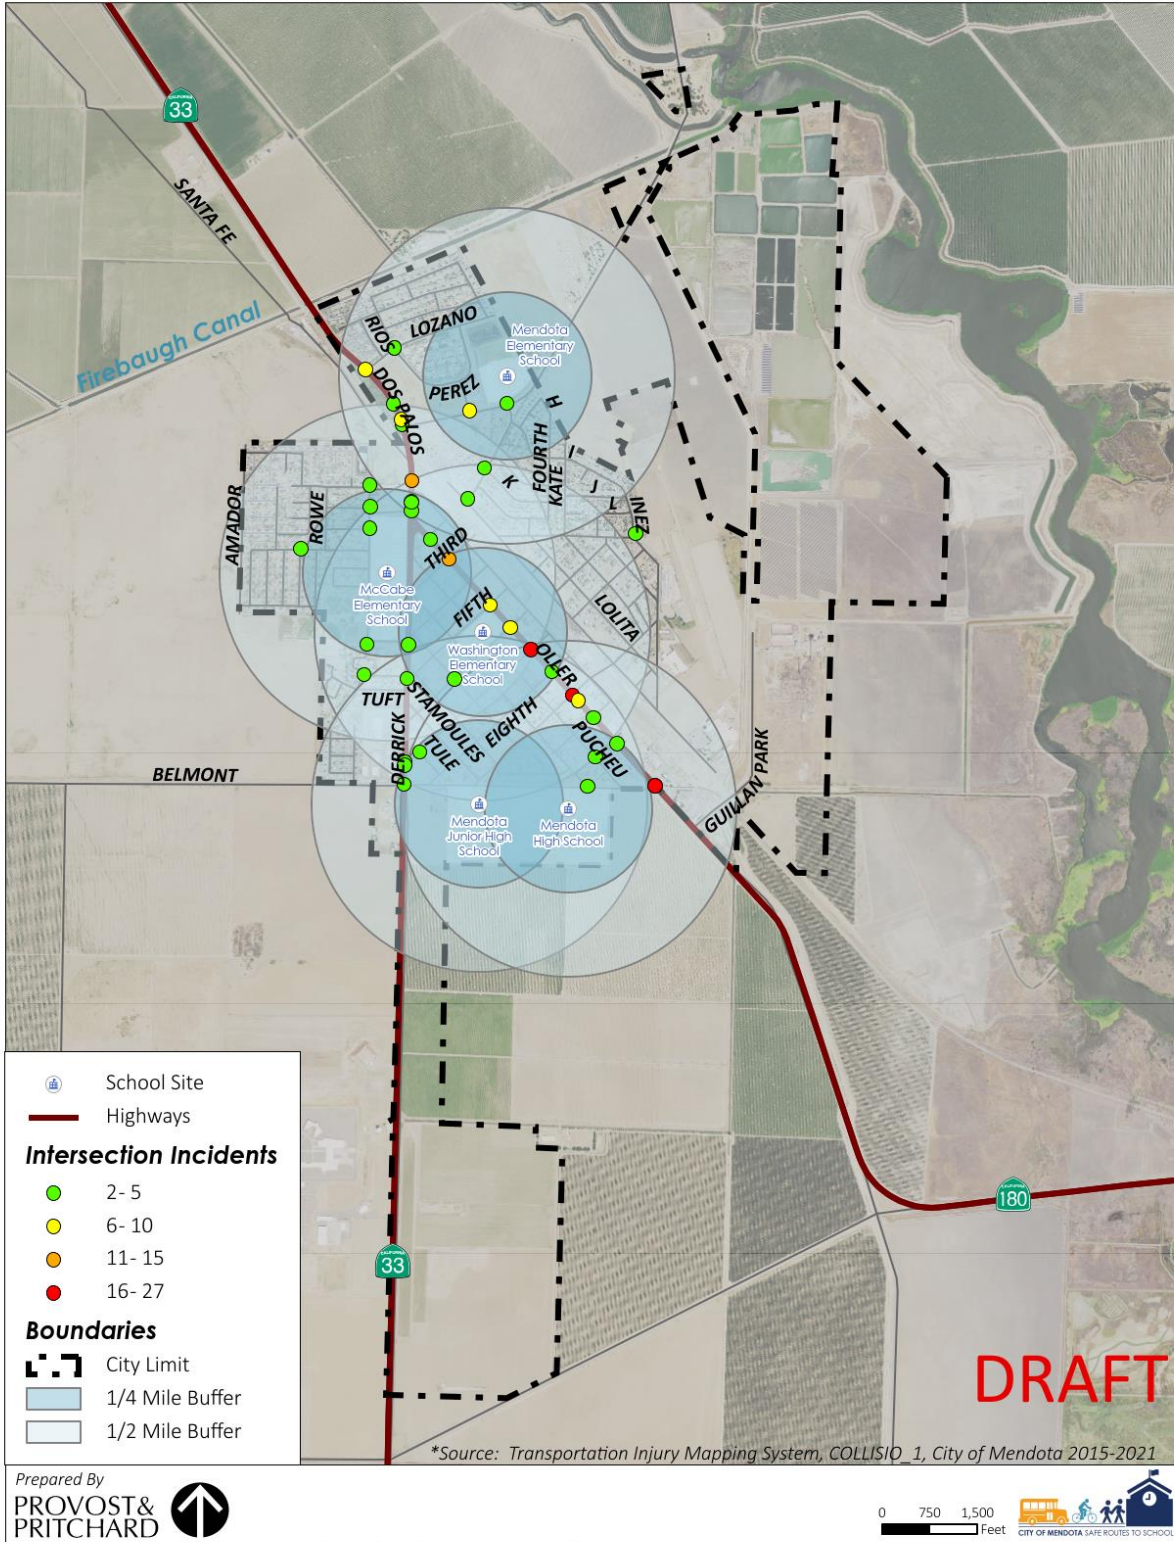 CALIFORNIA
33
SANTA FE
Firebaugh Canal
RIOS
LOZANO
Mendota
Elementary
School
DOS PALOS
PEREZ
H
FOURTH
KATE
I
K
J
L
INEZ
AMADOR
ROWE
THIRD
McCabe
Elementary
School
FIFTH
LOLITA
Washington
Elementary
School
OLLER
TUFT
STAMOULES
EIGHTH
PUCHEU
DERRICK
TULE
BELMONT
GUILLAN PARK
Mendota
Junior High
School
Mendota
High School
CALIFORNIA
180
CALIFORNIA
33
School Site
Highways
Intersection Incidents
2- 5
6- 10
11- 15
16- 27
Boundaries
City Limit
1/4 Mile Buffer
1/2 Mile Buffer
DRAFT
*Source: Transportation Injury Mapping System, COLLISIO_1, City of Mendota 2015-2021
Prepared By
PROVOST&
PRITCHARD
0 750 1,500
Feet
CITY OF MENDOTA SAFE ROUTES TO SCHOOL